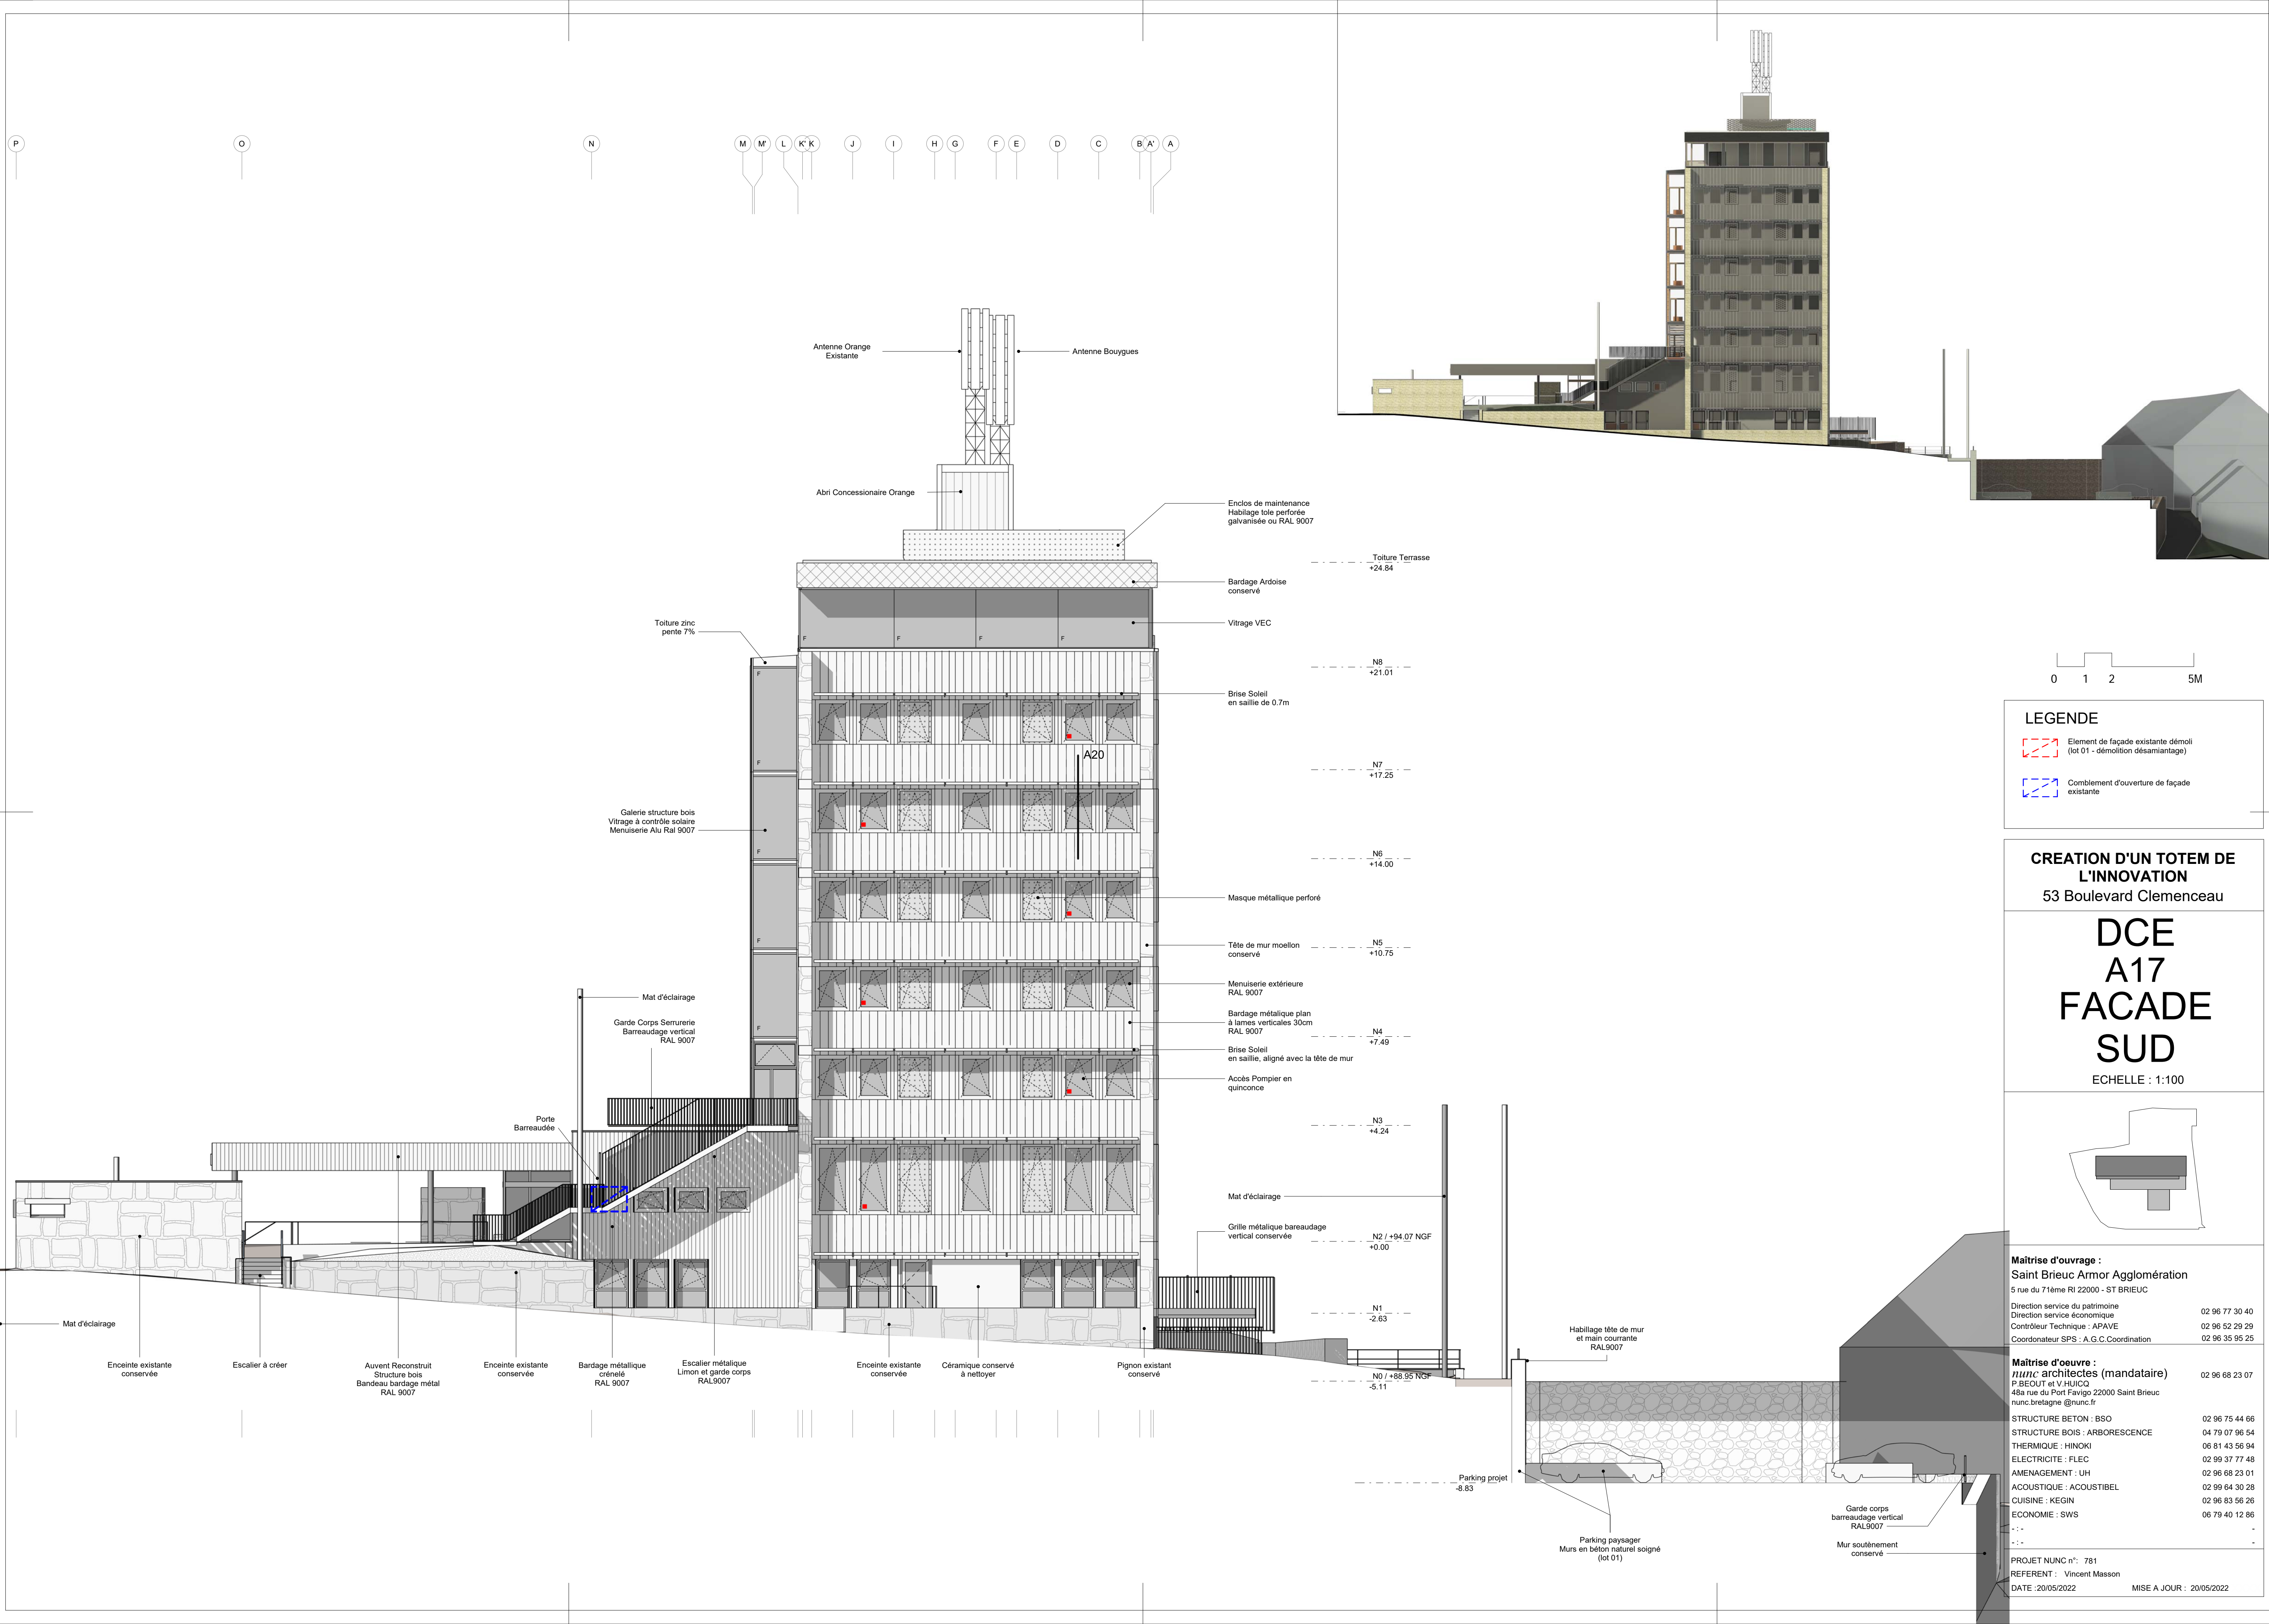 P
O
N
M
M'
L
K'
K
J
I
H
G
F
E
D
C
B
A'
A
Antenne Orange
Existante
Antenne Bouygues
Abri Concessionaire Orange
Enclos de maintenance
Habilage tole perforée
galvanisée ou RAL 9007
Toiture Terrasse
+24.84
Bardage Ardoise
conservé
Toiture zinc
pente 7%
Vitrage VEC
F
F
F
F
N8
+21.01
F
Brise Soleil
en saillie de 0.7m
A20
F
N7
+17.25
Galerie structure bois
Vitrage à contrôle solaire
Menuiserie Alu Ral 9007
F
N6
+14.00
Masque métallique perforé
F
Tête de mur moellon
conservé
N5
+10.75
Menuiserie extérieure
RAL 9007
Mat d'éclairage
Garde Corps Serrurerie
Barreaudage vertical
RAL 9007
Bardage métalique plan
à lames verticales 30cm
RAL 9007
F
N4
+7.49
Brise Soleil
en saillie, aligné avec la tête de mur
Accès Pompier en
quinconce
Porte
Barreaudée
N3
+4.24
Mat d'éclairage
Grille métalique bareaudage
vertical conservée
N2 / +94.07 NGF
+0.00
N1
-2.63
Mat d'éclairage
Habillage tête de mur
et main courrante
RAL9007
Enceinte existante
conservée
Escalier à créer
Auvent Reconstruit
Structure bois
Bandeau bardage métal
RAL 9007
Enceinte existante
conservée
Bardage métallique
crénelé
RAL 9007
Escalier métalique
Limon et garde corps
RAL9007
Enceinte existante
conservée
Céramique conservé
à nettoyer
Pignon existant
conservé
N0 / +88.95 NGF
-5.11
Parking projet
-8.83
Garde corps
barreaudage vertical
RAL9007
Parking paysager
Murs en béton naturel soigné
(lot 01)
Mur soutènement
conservé
0 1 2 5M
LEGENDE
Element de façade existante démoli
(lot 01 - démolition désamiantage)
Comblement d'ouverture de façade
existante
CREATION D'UN TOTEM DE
L'INNOVATION
53 Boulevard Clemenceau
DCE
A17
FACADE
SUD
ECHELLE : 1:100
Maîtrise d'ouvrage :
Saint Brieuc Armor Agglomération
5 rue du 71ème RI 22000 - ST BRIEUC
Direction service du patrimoine
Direction service économique 02 96 77 30 40
Contrôleur Technique : APAVE 02 96 52 29 29
Coordonateur SPS : A.G.C.Coordination 02 96 35 95 25
Maîtrise d'oeuvre :
nunc architectes (mandataire) 02 96 68 23 07
P.BEOUT et V.HUICQ
48a rue du Port Favigo 22000 Saint Brieuc
nunc.bretagne @nunc.fr
STRUCTURE BETON : BSO 02 96 75 44 66
STRUCTURE BOIS : ARBORESCENCE 04 79 07 96 54
THERMIQUE : HINOKI 06 81 43 56 94
ELECTRICITE : FLEC 02 99 37 77 48
AMENAGEMENT : UH 02 96 68 23 01
ACOUSTIQUE : ACOUSTIBEL 02 99 64 30 28
CUISINE : KEGIN 02 96 83 56 26
ECONOMIE : SWS 06 79 40 12 86
- : - -
- : - -
PROJET NUNC n°: 781
REFERENT : Vincent Masson
DATE :20/05/2022 MISE A JOUR : 20/05/2022